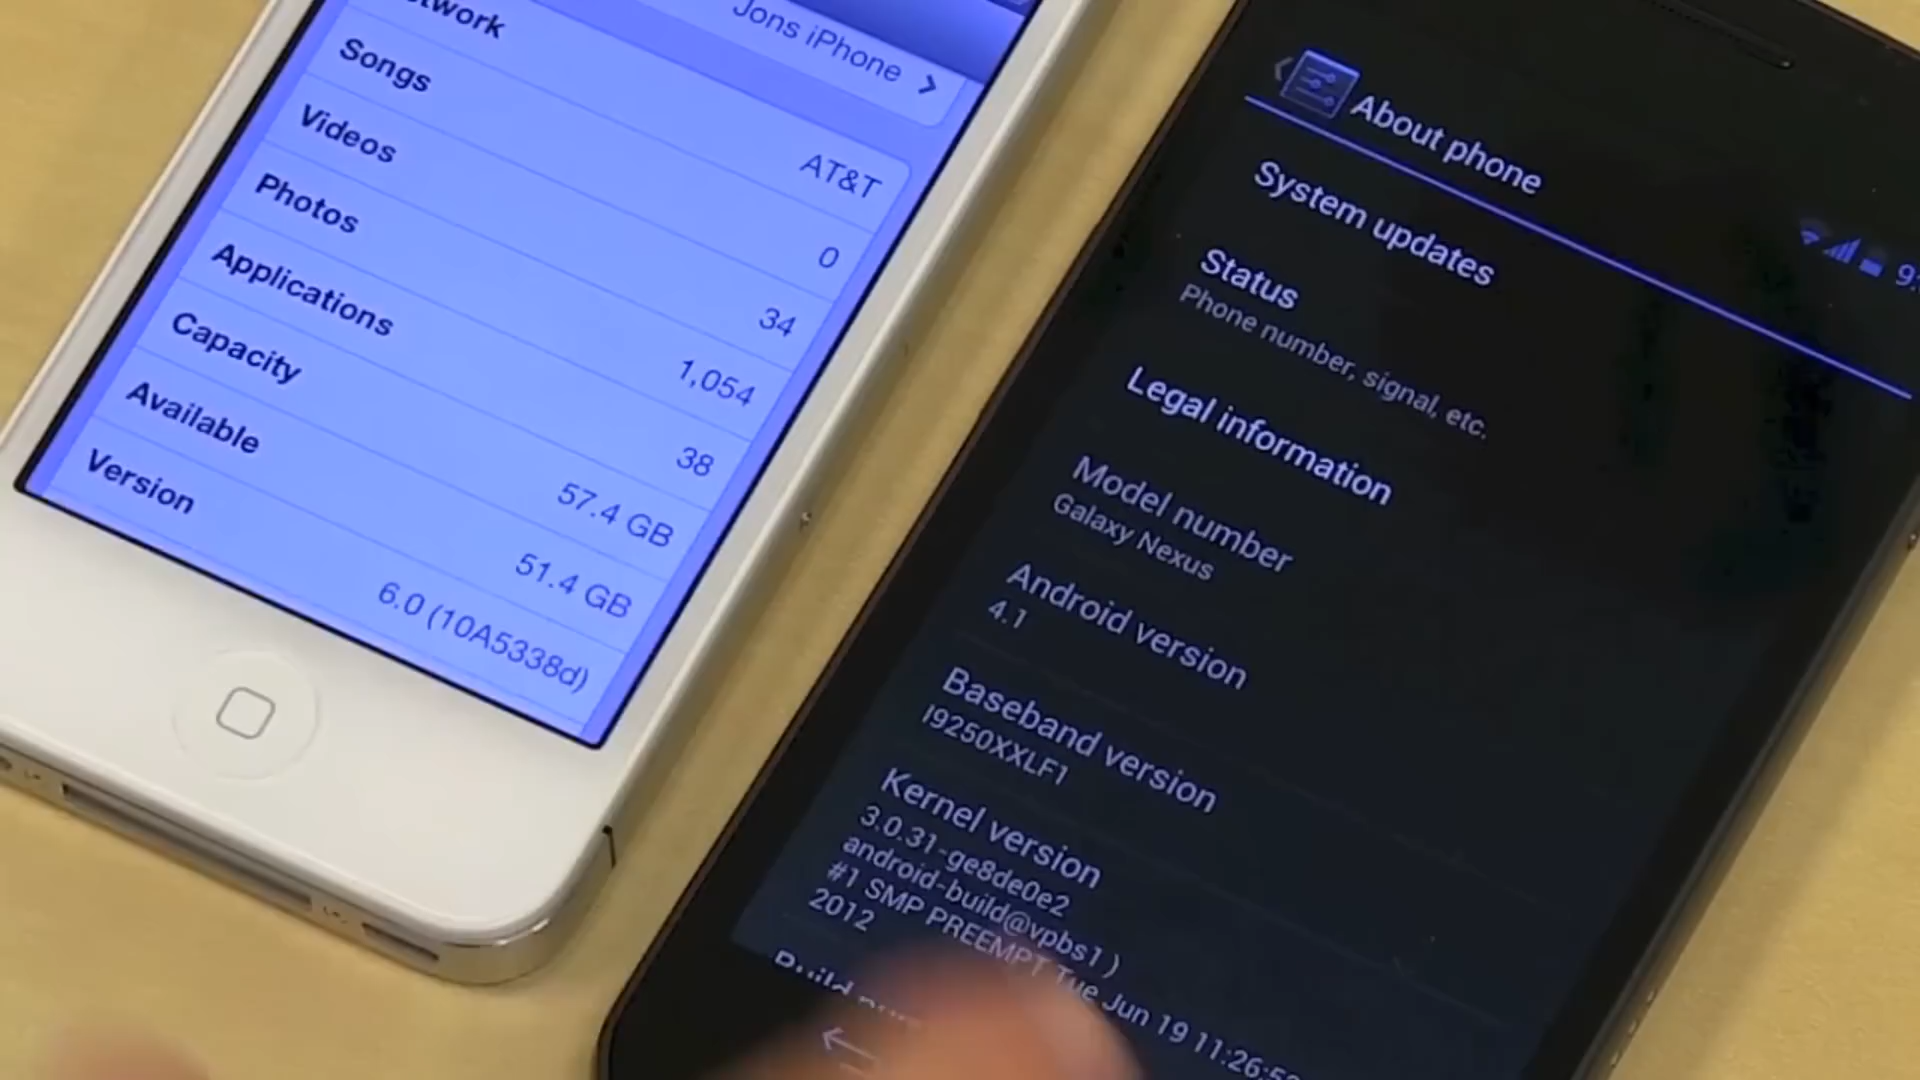 Jons iPhone
Network AT&T
Songs 0
Videos 34
Photos 1,054
Applications 38
Capacity 57.4 GB
Available 51.4 GB
Version 6.0 (10A5338d)
About phone
System updates
Status
Phone number, signal, etc.
Legal information
Model number
Galaxy Nexus
Android version
4.1
Baseband version
I9250XXLF1
Kernel version
3.0.31-ge8de0e2
android-build@vpbs1 )
#1 SMP PREEMPT Tue Jun 19 11:26:5
2012
Build